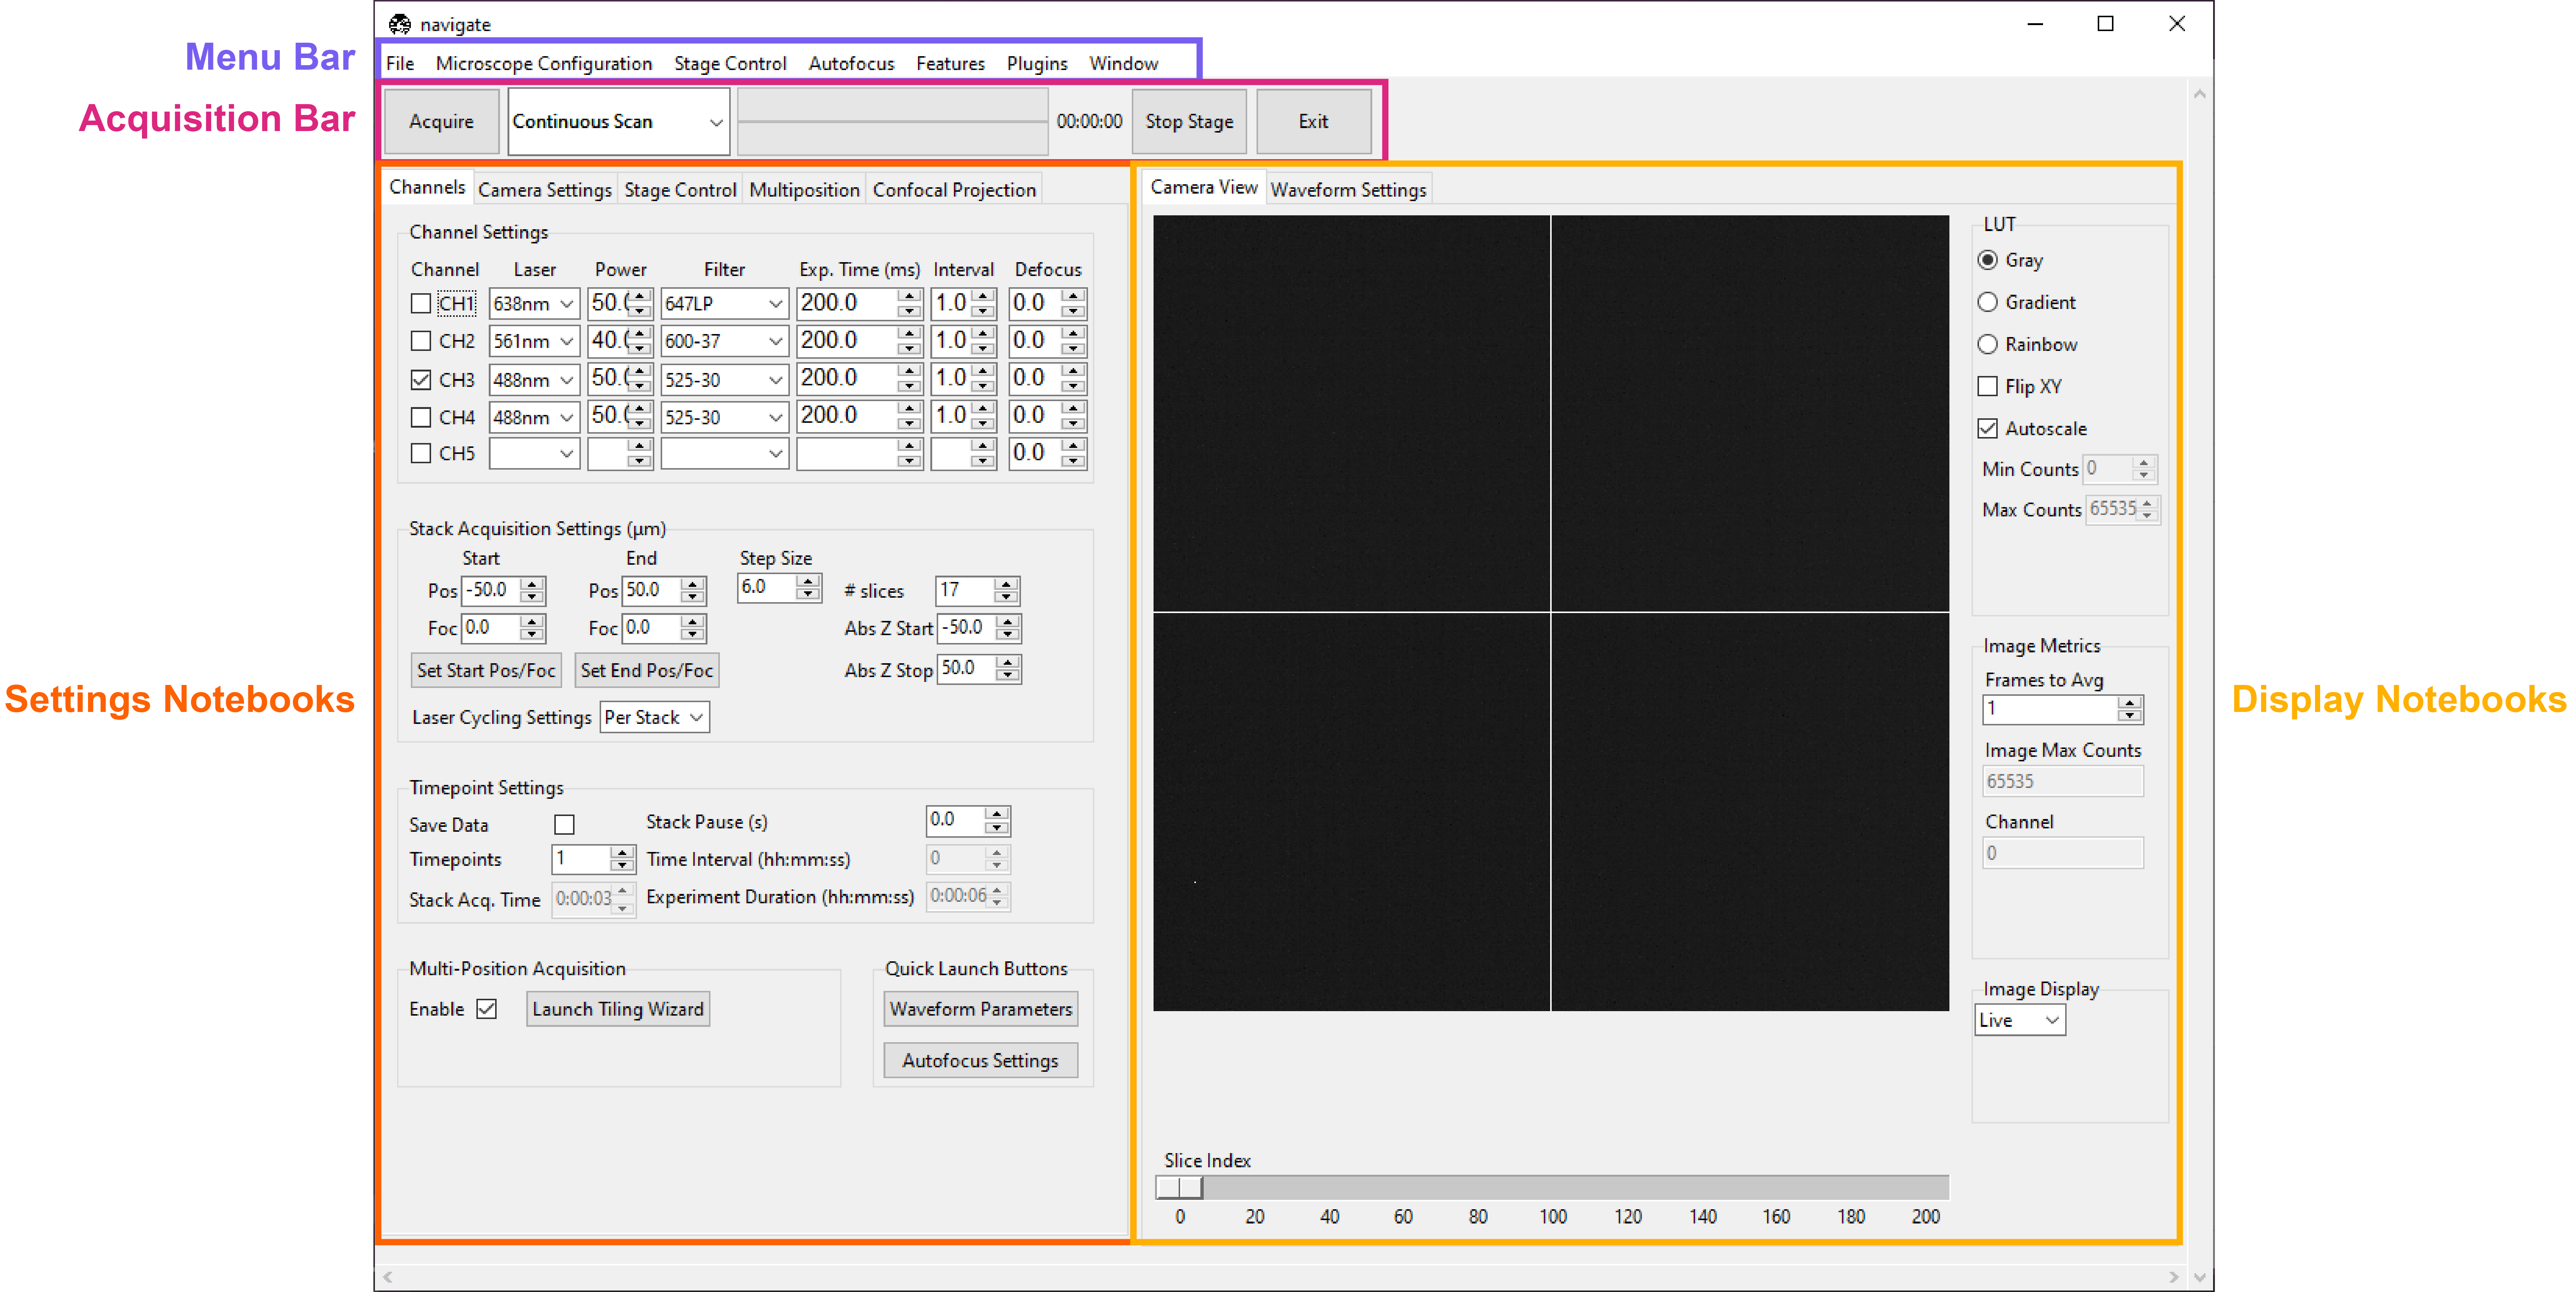 navigate
Menu Bar
File Microscope Configuration Stage Control Autofocus Features Plugins Window
Acquisition Bar
Acquire Continuous Scan 00:00:00 Stop Stage Exit
Channels Camera Settings Stage Control Multiposition Confocal Projection
Channel Settings
Channel Laser Power Filter Exp. Time (ms) Interval Defocus
CH1 638nm 50.0 647LP 200.0 1.0 0.0
CH2 561nm 40.0 600-37 200.0 1.0 0.0
CH3 488nm 50.0 525-30 200.0 1.0 0.0
CH4 488nm 50.0 525-30 200.0 1.0 0.0
CH5 0.0
Stack Acquisition Settings (µm)
Start End Step Size
Pos -50.0 Pos 50.0 6.0 # slices 17
Foc 0.0 Foc 0.0 Abs Z Start -50.0
Set Start Pos/Foc Set End Pos/Foc Abs Z Stop 50.0
Laser Cycling Settings Per Stack
Settings Notebooks
Timepoint Settings
Save Data Stack Pause (s) 0.0
Timepoints 1 Time Interval (hh:mm:ss) 0
Stack Acq. Time 0:00:03 Experiment Duration (hh:mm:ss) 0:00:06
Multi-Position Acquisition
Enable Launch Tiling Wizard
Quick Launch Buttons
Waveform Parameters
Autofocus Settings
Camera View Waveform Settings
LUT
Gray
Gradient
Rainbow
Flip XY
Autoscale
Min Counts 0
Max Counts 65535
Image Metrics
Frames to Avg
1
Image Max Counts
65535
Channel
0
Image Display
Live
Slice Index
0 20 40 60 80 100 120 140 160 180 200
Display Notebooks